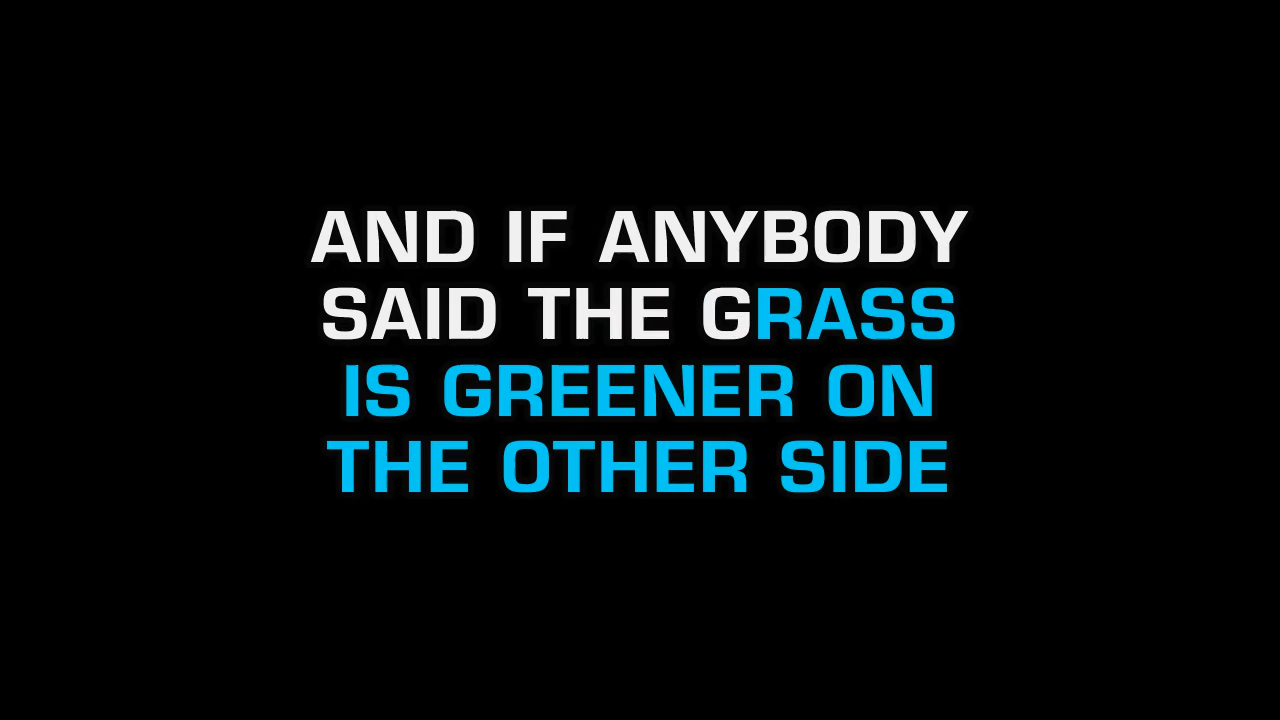 AND IF ANYBODY
SAID THE GRASS
IS GREENER ON
THE OTHER SIDE